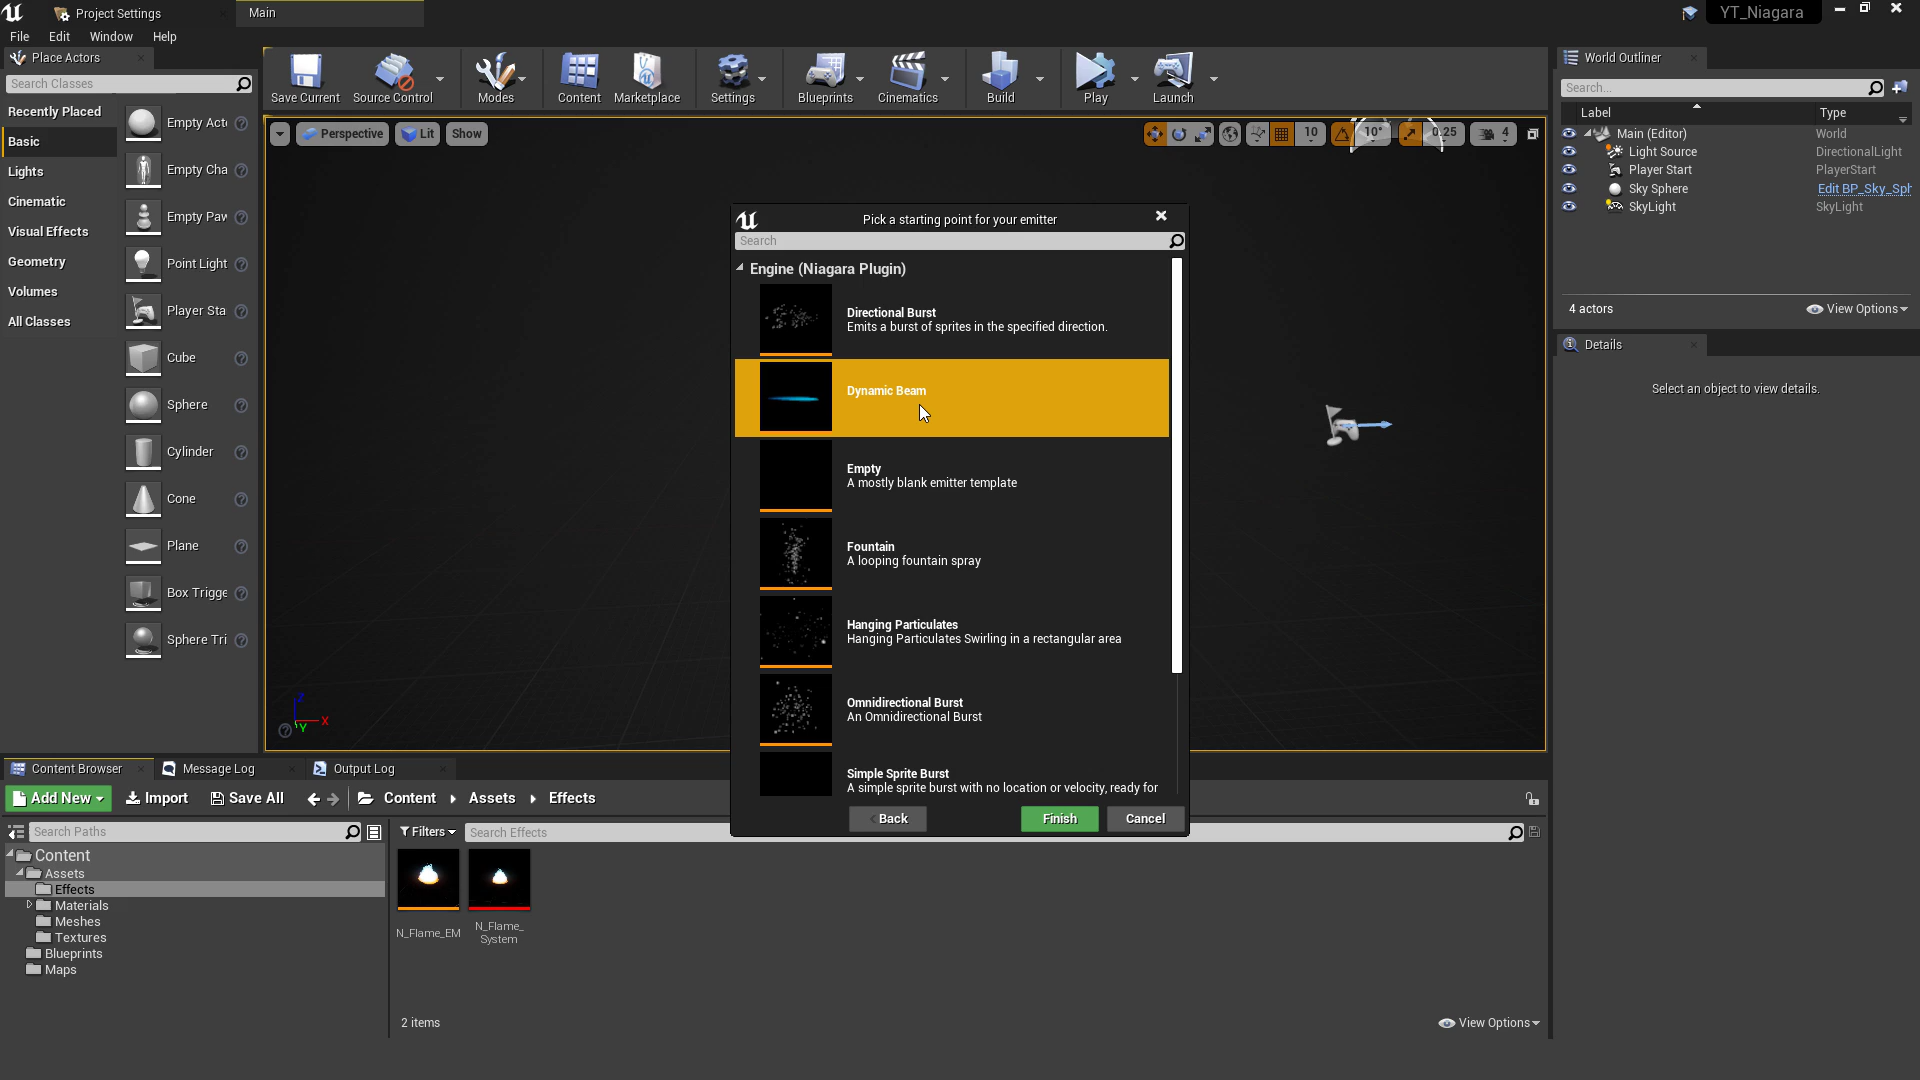 Project Settings
Main
YT_Niagara
File Edit Window Help
Place Actors
Search Classes
Recently Placed
Basic
Lights
Cinematic
Visual Effects
Geometry
Volumes
All Classes
Empty Act
Empty Cha
Empty Paw
Point Light
Player Sta
Cube
Sphere
Cylinder
Cone
Plane
Box Trigge
Sphere Tri
Save Current
Source Control
Modes
Content
Marketplace
Settings
Blueprints
Cinematics
Build
Play
Launch
Perspective Lit Show
10 10° 0.25 4
Z
X
Y
Pick a starting point for your emitter
Search
Engine (Niagara Plugin)
Directional Burst
Emits a burst of sprites in the specified direction.
Dynamic Beam
Empty
A mostly blank emitter template
Fountain
A looping fountain spray
Hanging Particulates
Hanging Particulates Swirling in a rectangular area
Omnidirectional Burst
An Omnidirectional Burst
Simple Sprite Burst
A simple sprite burst with no location or velocity, ready for
Back Finish Cancel
World Outliner
Search...
Label Type
Main (Editor) World
Light Source DirectionalLight
Player Start PlayerStart
Sky Sphere Edit BP_Sky_Sph
SkyLight SkyLight
4 actors View Options
Details
Select an object to view details.
Content Browser Message Log Output Log
Add New Import Save All Content Assets Effects
Search Paths
Filters Search Effects
Content
Assets
Effects
Materials
Meshes
Textures
Blueprints
Maps
N_Flame_EM
N_Flame_
System
2 items View Options